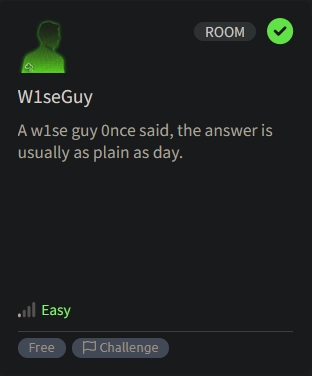 ROOM
W1seGuy
A w1se guy 0nce said, the answer is
usually as plain as day.
Easy
Free
Challenge